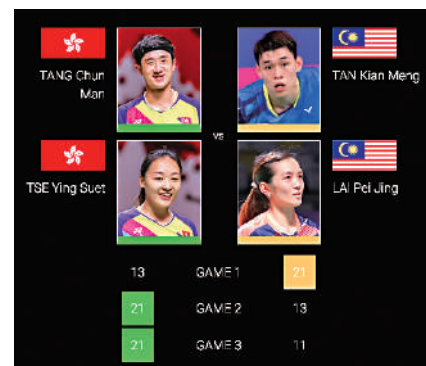 TANG Chun
Man
TAN Kian Meng
vs
TSE Ying Suet
LAI Pei Jing
13 GAME 1 21
21 GAME 2 13
21 GAME 3 11